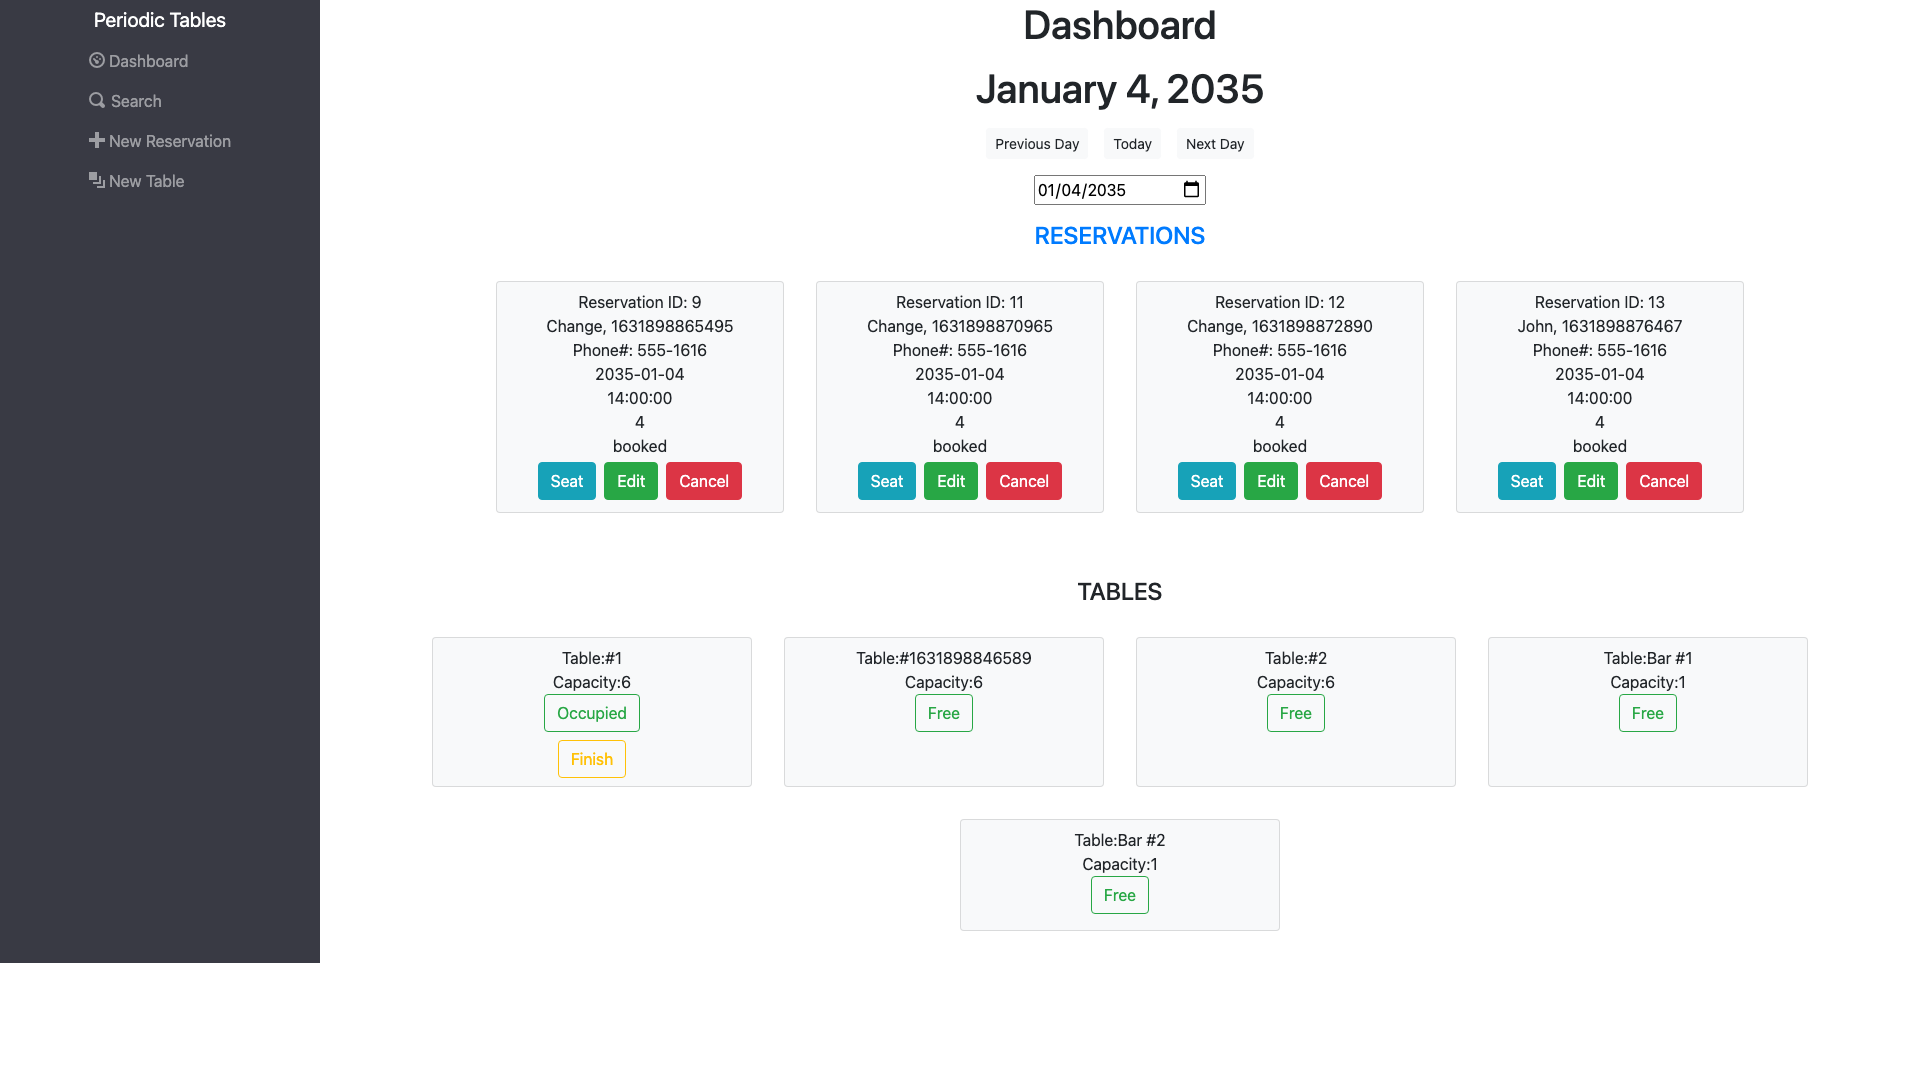 Periodic Tables
Dashboard
Search
New Reservation
New Table
Dashboard
January 4, 2035
Previous Day Today Next Day
01/04/2035
RESERVATIONS
Reservation ID: 9
Change, 1631898865495
Phone#: 555-1616
2035-01-04
14:00:00
4
booked
Seat Edit Cancel
Reservation ID: 11
Change, 1631898870965
Phone#: 555-1616
2035-01-04
14:00:00
4
booked
Seat Edit Cancel
Reservation ID: 12
Change, 1631898872890
Phone#: 555-1616
2035-01-04
14:00:00
4
booked
Seat Edit Cancel
Reservation ID: 13
John, 1631898876467
Phone#: 555-1616
2035-01-04
14:00:00
4
booked
Seat Edit Cancel
TABLES
Table:#1
Capacity:6
Occupied
Finish
Table:#1631898846589
Capacity:6
Free
Table:#2
Capacity:6
Free
Table:Bar #1
Capacity:1
Free
Table:Bar #2
Capacity:1
Free